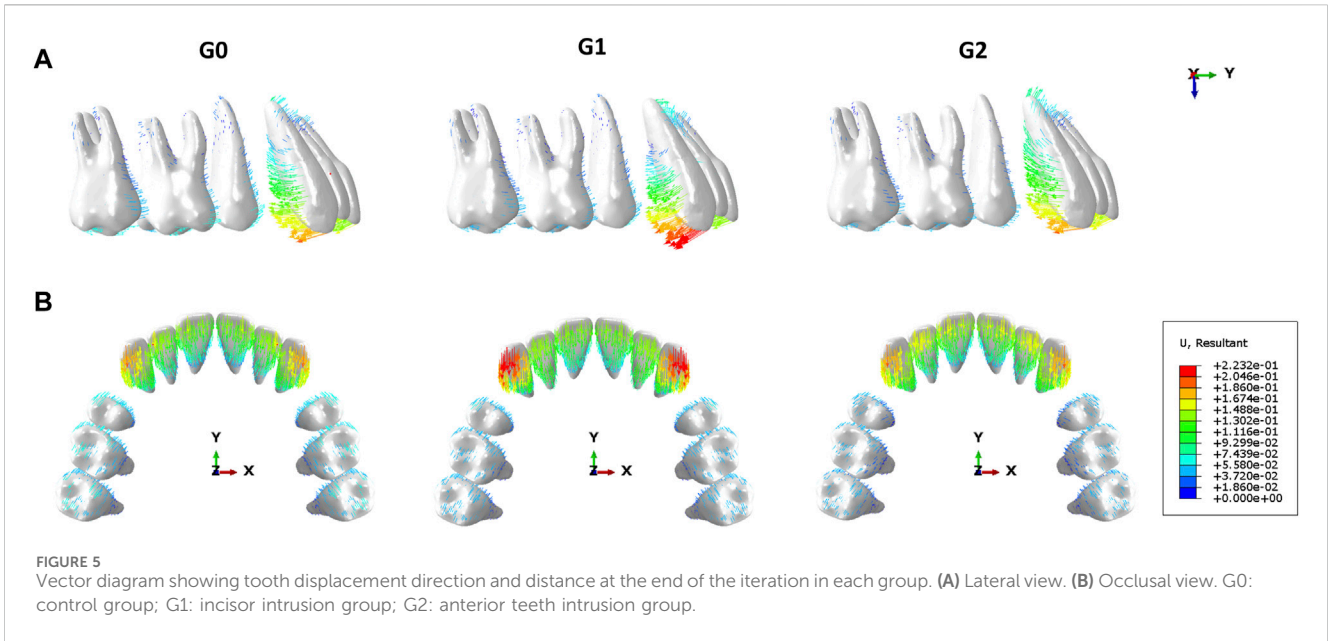 G0
G1
G2
A
X Y
B
Y
Z X
Y
Z X
Y
Z X
U, Resultant
+2.232e-01
+2.046e-01
+1.860e-01
+1.674e-01
+1.488e-01
+1.302e-01
+1.116e-01
+9.299e-02
+7.439e-02
+5.580e-02
+3.720e-02
+1.860e-02
+0.000e+00
FIGURE 5
Vector diagram showing tooth displacement direction and distance at the end of the iteration in each group. (A) Lateral view. (B) Occlusal view. G0:
control group; G1: incisor intrusion group; G2: anterior teeth intrusion group.